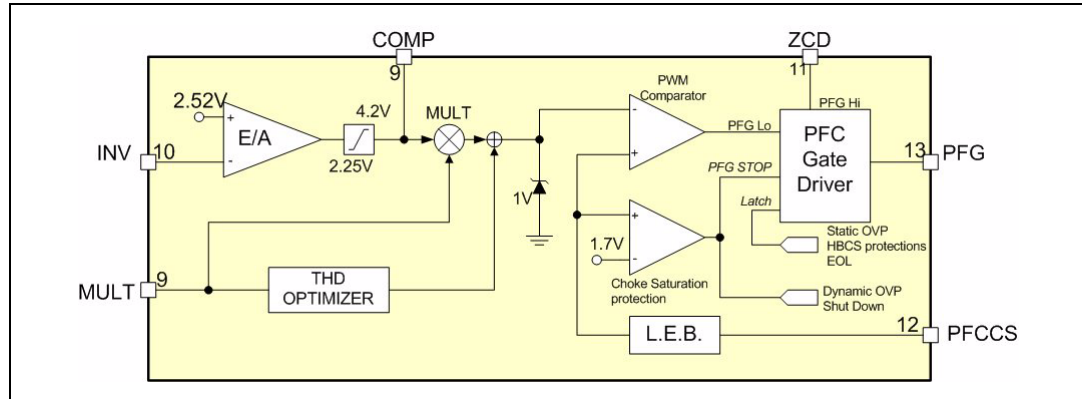 COMP
9
ZCD
11
2.52V
+
E/A
-
4.2V
2.25V
MULT
PWM
Comparator
-
+
PFG Lo
PFG Hi
PFC
Gate
Driver
INV
10
13
PFG
PFG STOP
Latch
1V
+
-
1.7V
Choke Saturation
protection
Static OVP
HBCS protections
EOL
Dynamic OVP
Shut Down
MULT
9
THD
OPTIMIZER
L.E.B.
12
PFCCS